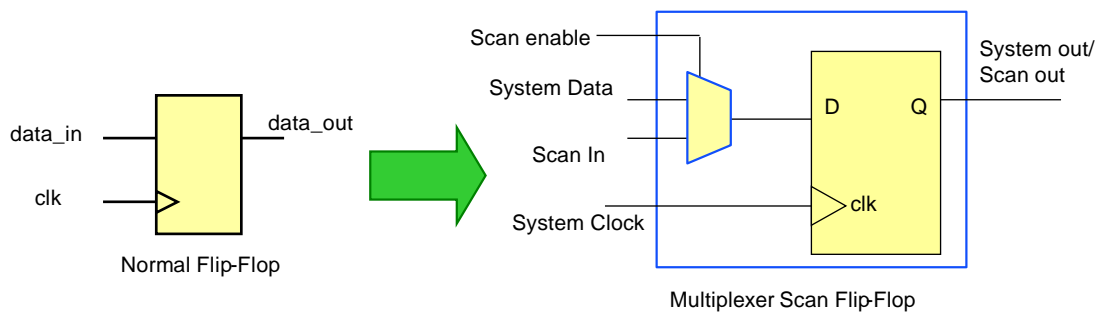 data_in
clk
data_out
Normal Flip-Flop
Scan enable
System Data
Scan In
System Clock
D
Q
clk
System out/
Scan out
Multiplexer Scan Flip-Flop